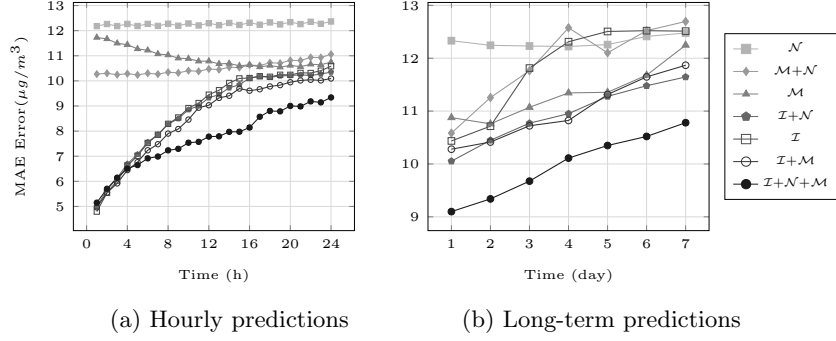 MAE Error(μg/m³)
13
12
11
10
9
8
7
6
5
0 4 8 12 16 20 24
Time (h)
(a) Hourly predictions
13
12
11
10
9
1 2 3 4 5 6 7
Time (day)
(b) Long-term predictions
𝒩
ℳ+𝒩
ℳ
ℐ+𝒩
ℐ
ℐ+ℳ
ℐ+𝒩+ℳ